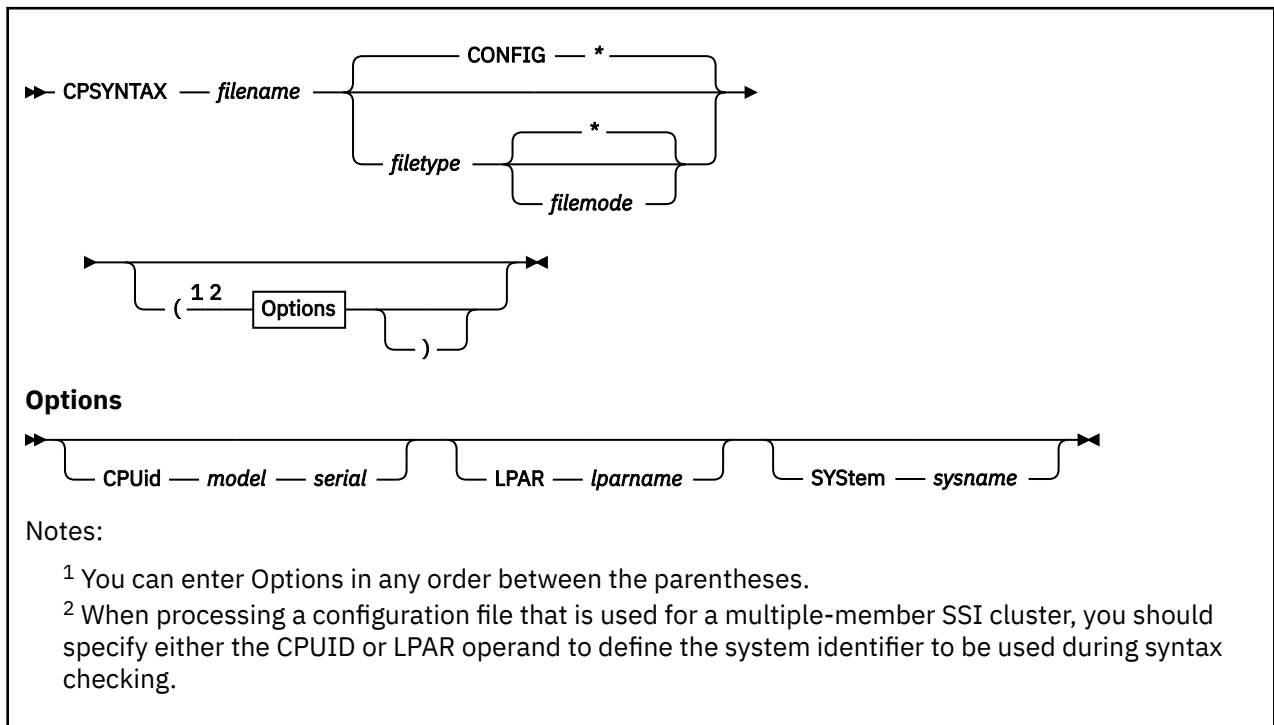 CONFIG *
CPSYNTAX filename
*
filetype
filemode
( 1 2 Options
)
Options
CPUid model serial LPAR lparname SYStem sysname
Notes:
1 You can enter Options in any order between the parentheses.
2 When processing a configuration file that is used for a multiple-member SSI cluster, you should
specify either the CPUID or LPAR operand to define the system identifier to be used during syntax
checking.